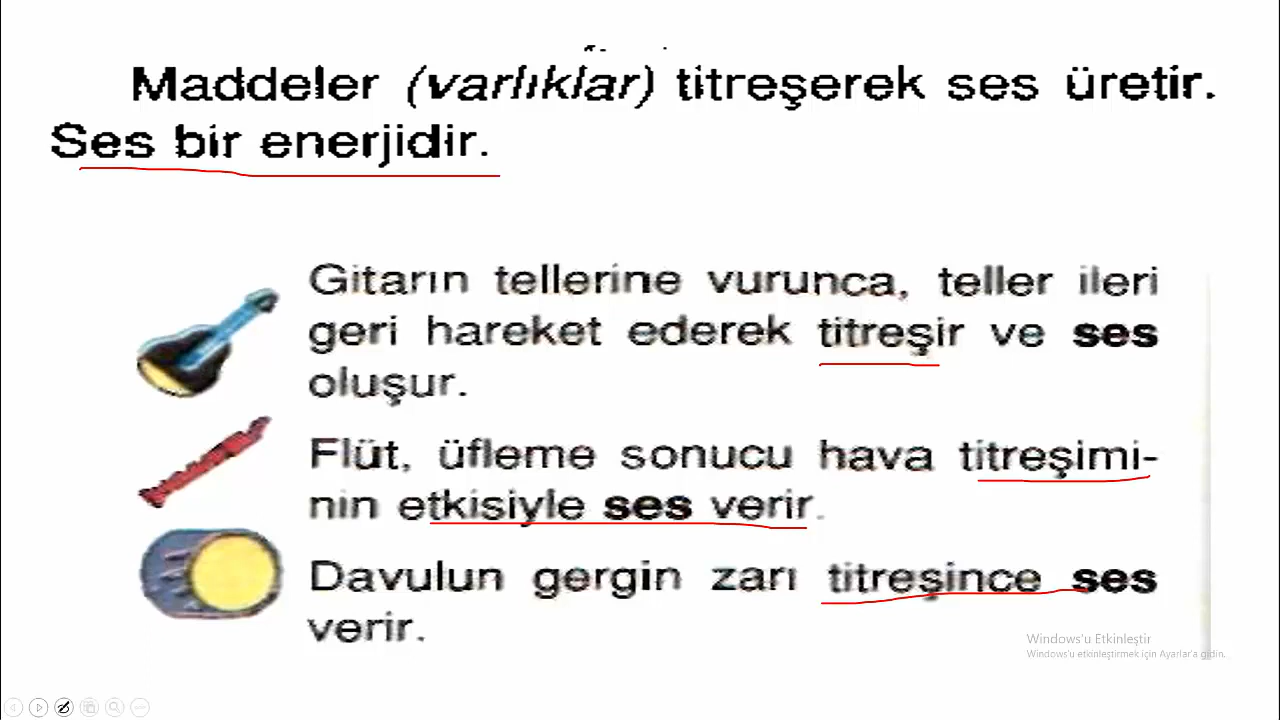 Maddeler (varlıklar) titreşerek ses üretir.
Ses bir enerjidir.
Gitarın tellerine vurunca, teller ileri
geri hareket ederek titreşir ve ses
oluşur.
Flüt, üfleme sonucu hava titreşimi-
nin etkisiyle ses verir.
Davulun gergin zarı titreşince ses
verir.
Windows'u Etkinleştir
Windows'u etkinleştirmek için Ayarlar'a gidin.